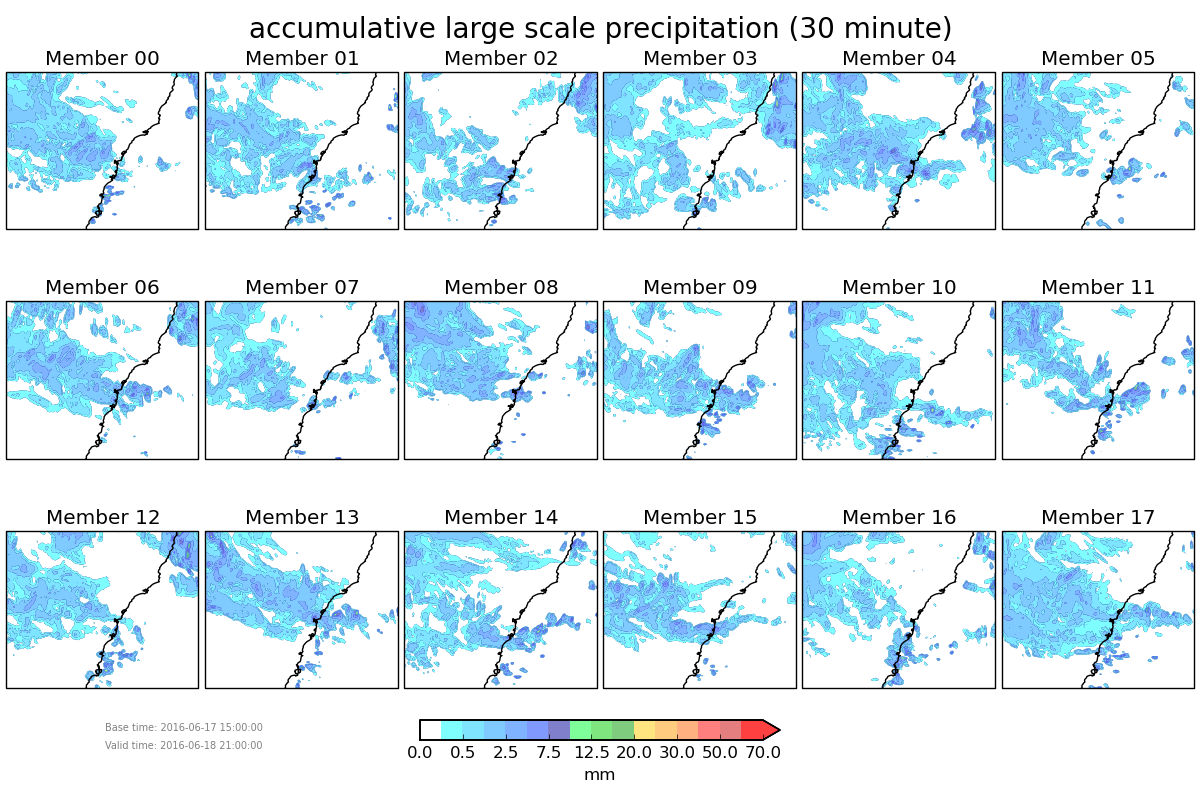 accumulative large scale precipitation (30 minute)
Member 00 Member 01 Member 02 Member 03 Member 04 Member 05
Member 06 Member 07 Member 08 Member 09 Member 10 Member 11
Member 12 Member 13 Member 14 Member 15 Member 16 Member 17
Base time: 2016-06-17 15:00:00
Valid time: 2016-06-18 21:00:00
0.0 0.5 2.5 7.5 12.5 20.0 30.0 50.0 70.0
mm